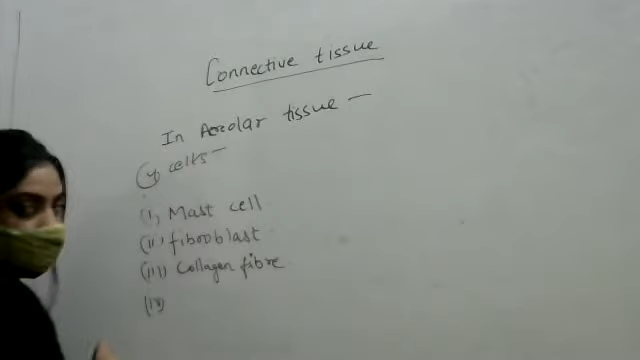 Connective tissue
In Areolar tissue -
cells -
(i) Mast cell
(ii) fibroblast
(iii) Collagen fibre
(iv)